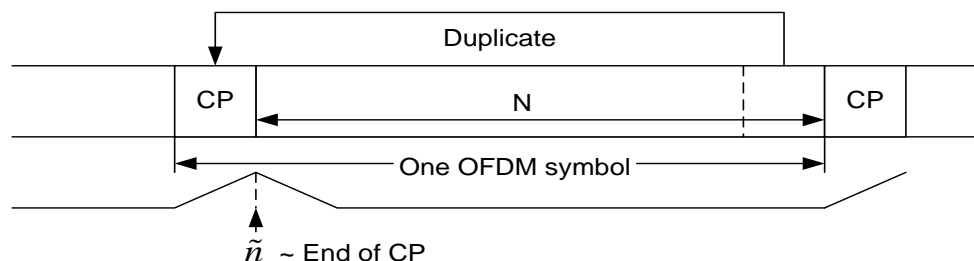 Duplicate
CP
N
CP
One OFDM symbol
ñ ~ End of CP